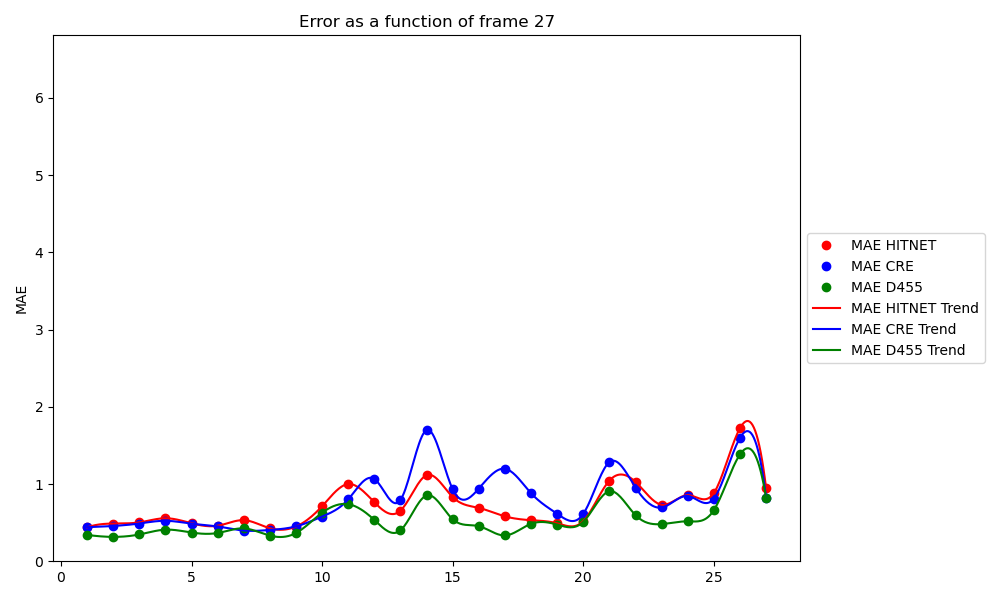 Error as a function of frame 27
MAE
6
5
4
3
2
1
0
0 5 10 15 20 25
MAE HITNET
MAE CRE
MAE D455
MAE HITNET Trend
MAE CRE Trend
MAE D455 Trend